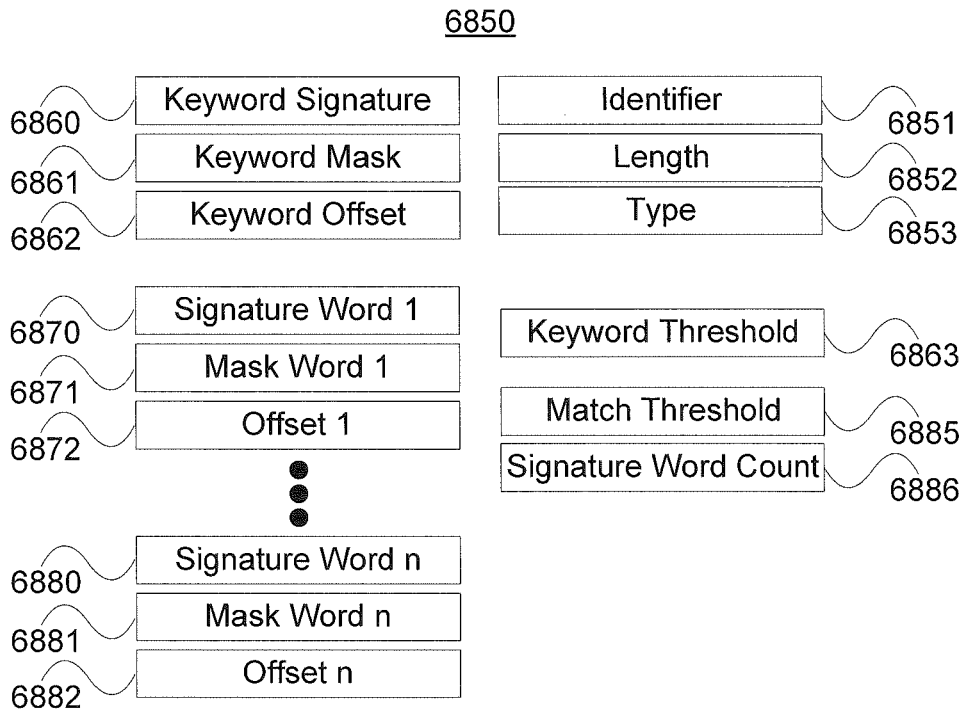 6850
Keyword Signature
6860
Keyword Mask
6861
Keyword Offset
6862
Identifier
6851
Length
6852
Type
6853
Signature Word 1
6870
Mask Word 1
6871
Offset 1
6872
Keyword Threshold
6863
Match Threshold
6885
Signature Word Count
6886
Signature Word n
6880
Mask Word n
6881
Offset n
6882